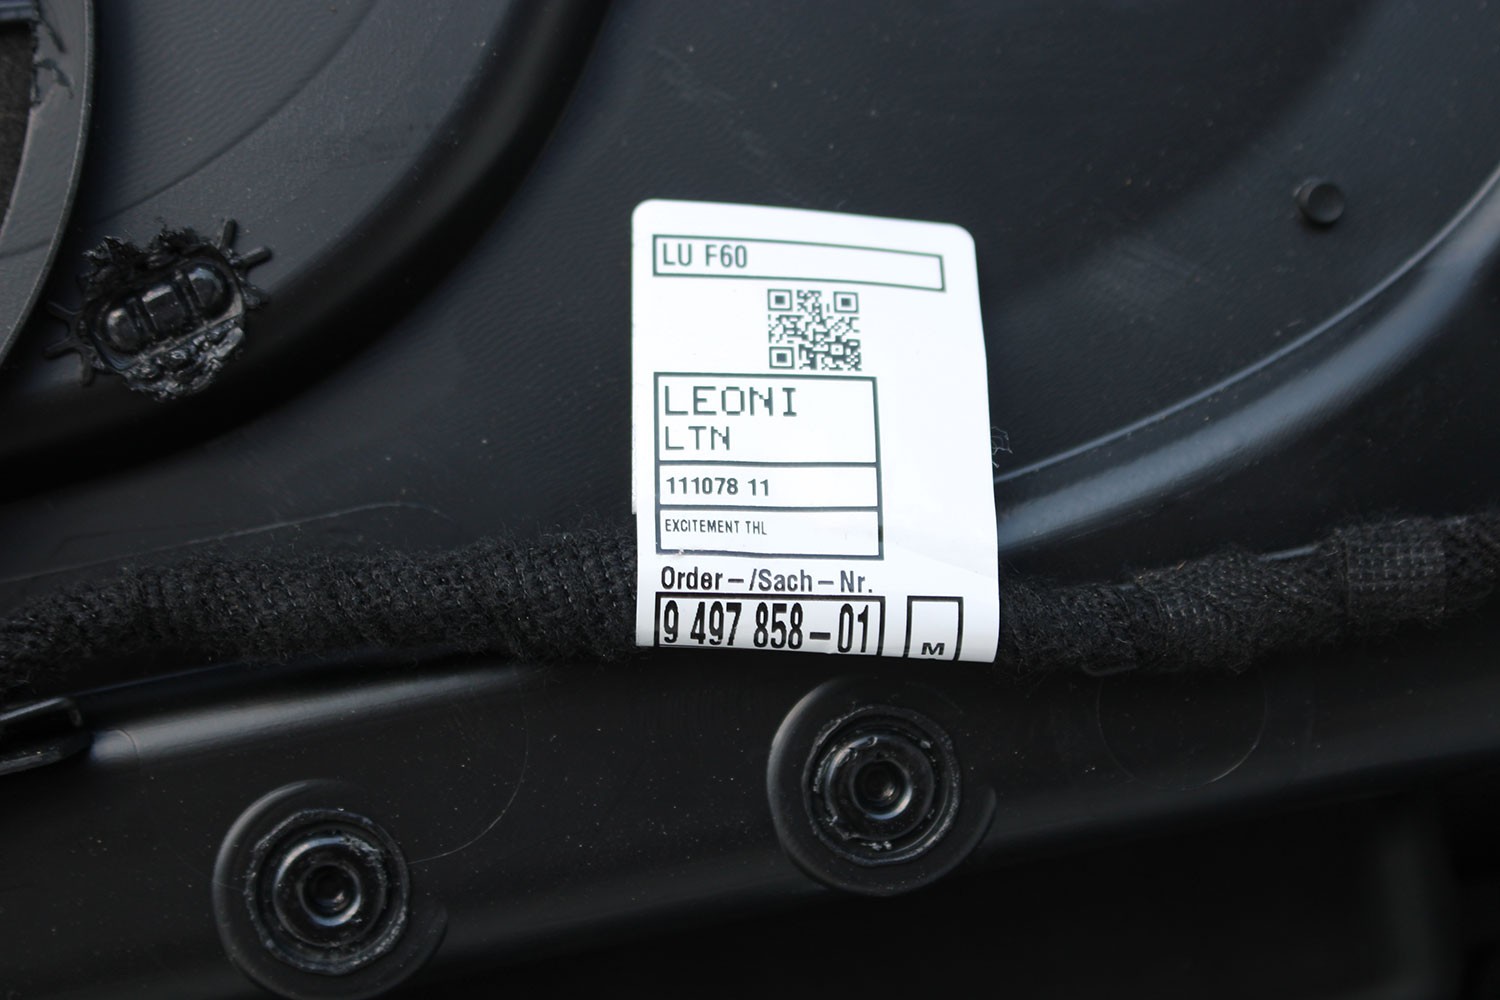 LU F60
LEONI
LTN
111078 11
EXCITEMENT THL
Order-/Sach-Nr.
9 497 858-01
M